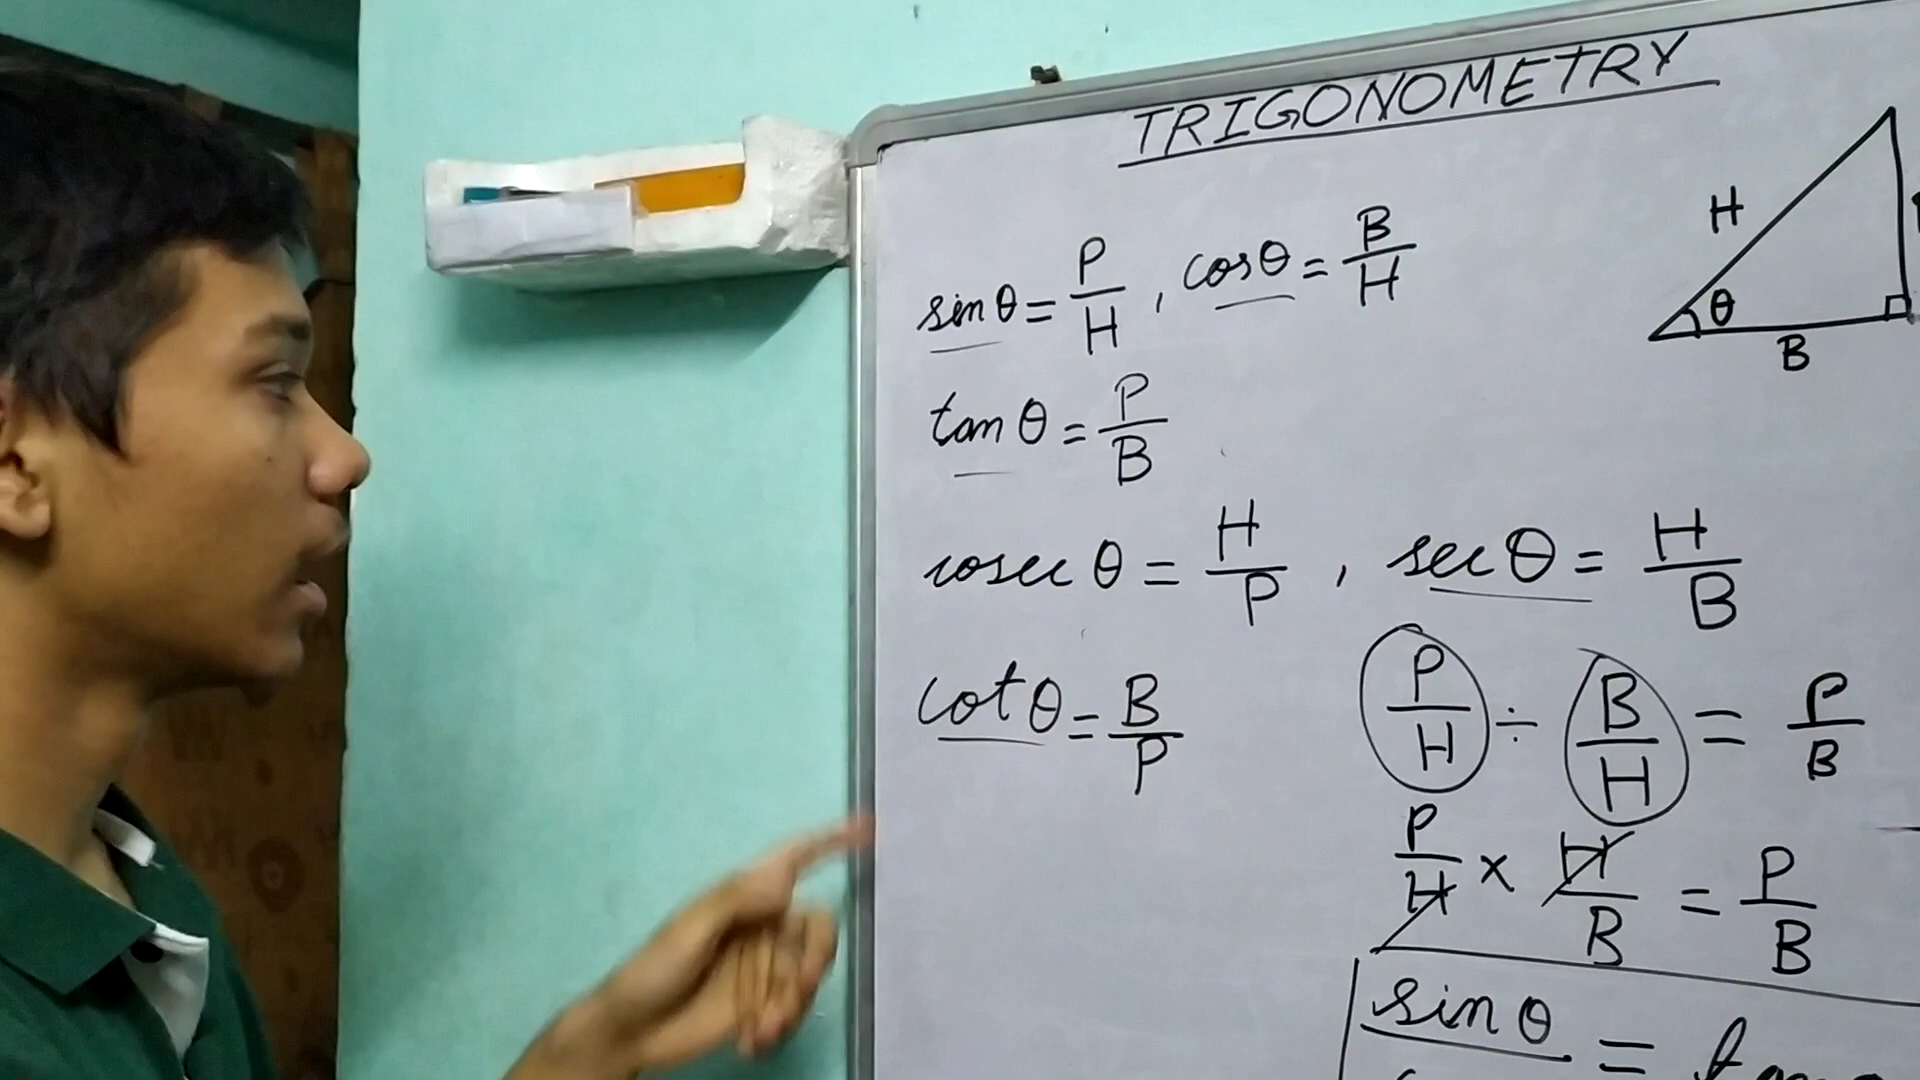 TRIGONOMETRY
sinθ = P/H , cosθ = B/H
tanθ = P/B
cosecθ = H/P , secθ = H/B
cotθ = B/P
P/H ÷ B/H = P/B
P/H × H/B = P/B
sinθ =
H
θ
B